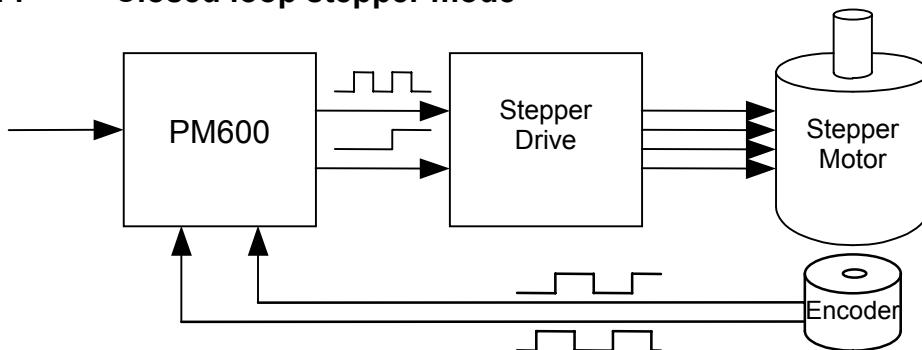 Closed loop stepper mode
PM600
Stepper
Drive
Stepper
Motor
Encoder